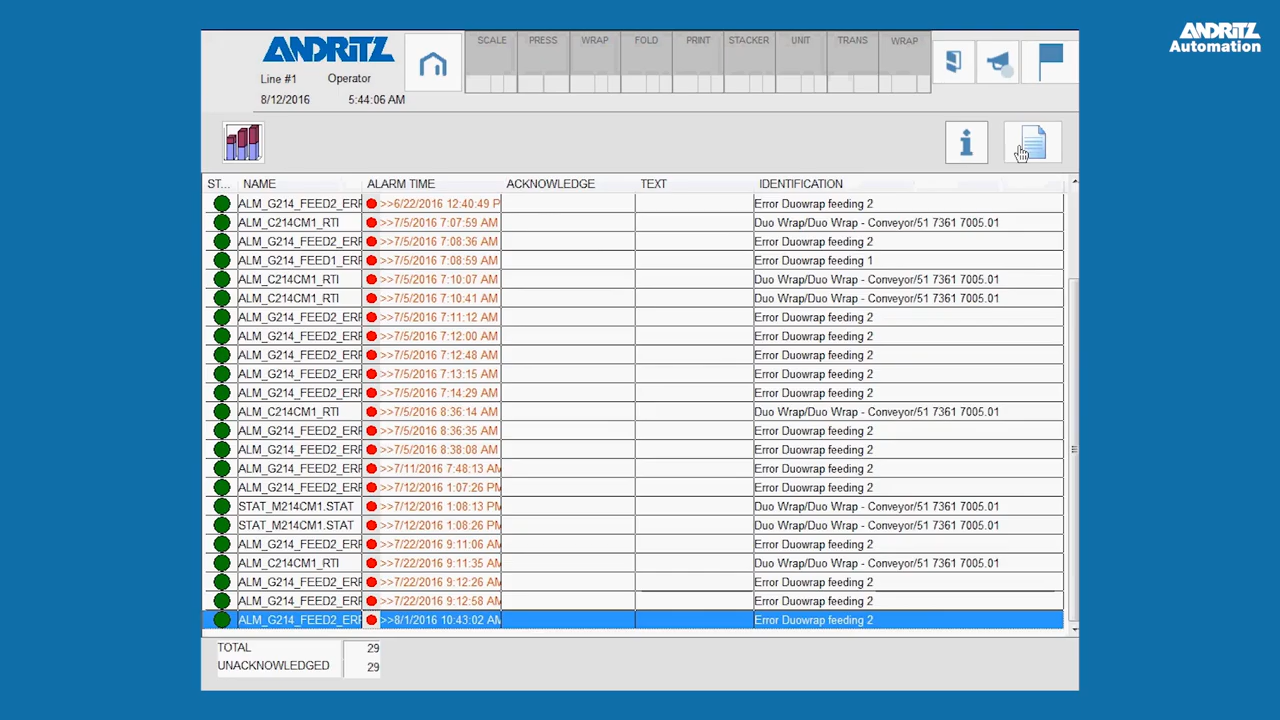 ANDRITZ
Automation
ANDRITZ
Line #1 Operator
8/12/2016 5:44:06 AM
SCALE PRESS WRAP FOLD PRINT STACKER UNIT TRANS WRAP
i
ST... NAME ALARM TIME ACKNOWLEDGE TEXT IDENTIFICATION
ALM_G214_FEED2_ERF >>6/22/2016 12:40:49 P Error Duowrap feeding 2
ALM_C214CM1_RTI >>7/5/2016 7:07:59 AM Duo Wrap/Duo Wrap - Conveyor/51 7361 7005.01
ALM_G214_FEED2_ERF >>7/5/2016 7:08:36 AM Error Duowrap feeding 2
ALM_G214_FEED1_ERF >>7/5/2016 7:08:59 AM Error Duowrap feeding 1
ALM_C214CM1_RTI >>7/5/2016 7:10:07 AM Duo Wrap/Duo Wrap - Conveyor/51 7361 7005.01
ALM_C214CM1_RTI >>7/5/2016 7:10:41 AM Duo Wrap/Duo Wrap - Conveyor/51 7361 7005.01
ALM_G214_FEED2_ERF >>7/5/2016 7:11:12 AM Error Duowrap feeding 2
ALM_G214_FEED2_ERF >>7/5/2016 7:12:00 AM Error Duowrap feeding 2
ALM_G214_FEED2_ERF >>7/5/2016 7:12:48 AM Error Duowrap feeding 2
ALM_G214_FEED2_ERF >>7/5/2016 7:13:15 AM Error Duowrap feeding 2
ALM_G214_FEED2_ERF >>7/5/2016 7:14:29 AM Error Duowrap feeding 2
ALM_C214CM1_RTI >>7/5/2016 8:36:14 AM Duo Wrap/Duo Wrap - Conveyor/51 7361 7005.01
ALM_G214_FEED2_ERF >>7/5/2016 8:36:35 AM Error Duowrap feeding 2
ALM_G214_FEED2_ERF >>7/5/2016 8:38:08 AM Error Duowrap feeding 2
ALM_G214_FEED2_ERF >>7/11/2016 7:48:13 AM Error Duowrap feeding 2
ALM_G214_FEED2_ERF >>7/12/2016 1:07:26 PM Error Duowrap feeding 2
STAT_M214CM1.STAT >>7/12/2016 1:08:13 PM Duo Wrap/Duo Wrap - Conveyor/51 7361 7005.01
STAT_M214CM1.STAT >>7/12/2016 1:08:26 PM Duo Wrap/Duo Wrap - Conveyor/51 7361 7005.01
ALM_G214_FEED2_ERF >>7/22/2016 9:11:06 AM Error Duowrap feeding 2
ALM_C214CM1_RTI >>7/22/2016 9:11:35 AM Duo Wrap/Duo Wrap - Conveyor/51 7361 7005.01
ALM_G214_FEED2_ERF >>7/22/2016 9:12:26 AM Error Duowrap feeding 2
ALM_G214_FEED2_ERF >>7/22/2016 9:12:58 AM Error Duowrap feeding 2
ALM_G214_FEED2_ERF >>8/1/2016 10:43:02 AM Error Duowrap feeding 2
TOTAL 29
UNACKNOWLEDGED 29